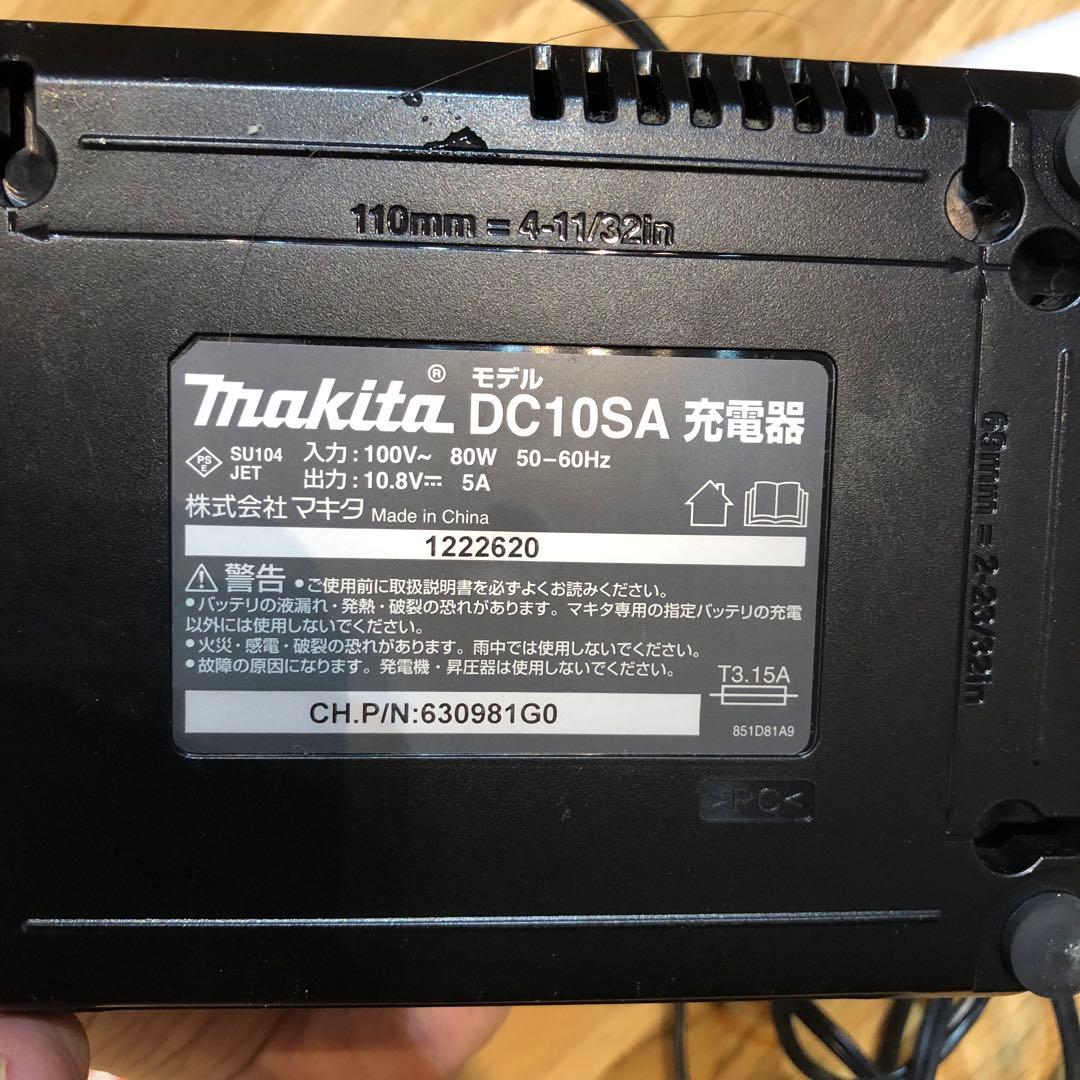 110mm = 4-11/32in
69mm = 2-23/32in
makita® モデル DC10SA 充電器
PS E SU104 JET
入力 : 100V~ 80W 50–60Hz
出力 : 10.8V⎓ 5A
株式会社マキタ Made in China
1222620
⚠ 警告 ●ご使用前に取扱説明書を必ずよくお読みください。
●バッテリの液漏れ・発熱・破裂の恐れがあります。マキタ専用の指定バッテリの充電
以外には使用しないでください。
●火災・感電・破裂の恐れがあります。雨中では使用しないでください。
●故障の原因になります。発電機・昇圧器は使用しないでください。
T3.15A
CH.P/N:630981G0
851D81A9
>PC<